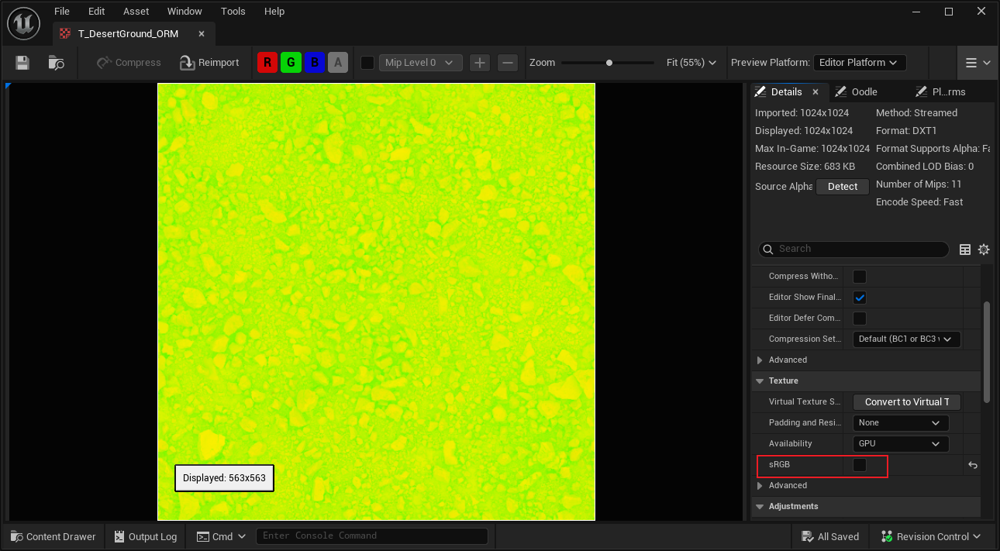 File Edit Asset Window Tools Help
T_DesertGround_ORM
Compress Reimport R G B A Mip Level 0 Zoom Fit (55%) Preview Platform: Editor Platform
Details Oodle Pl...rms
Imported: 1024x1024 Method: Streamed
Displayed: 1024x1024 Format: DXT1
Max In-Game: 1024x1024 Format Supports Alpha: Fa
Resource Size: 683 KB Combined LOD Bias: 0
Source Alpha Detect Number of Mips: 11
Encode Speed: Fast
Search
Compress Witho...
Editor Show Final...
Editor Defer Com...
Compression Set... Default (BC1 or BC3
Advanced
Texture
Virtual Texture S... Convert to Virtual T
Padding and Resi... None
Availability GPU
sRGB
Advanced
Adjustments
Displayed: 563x563
Content Drawer Output Log Cmd Enter Console Command All Saved Revision Control